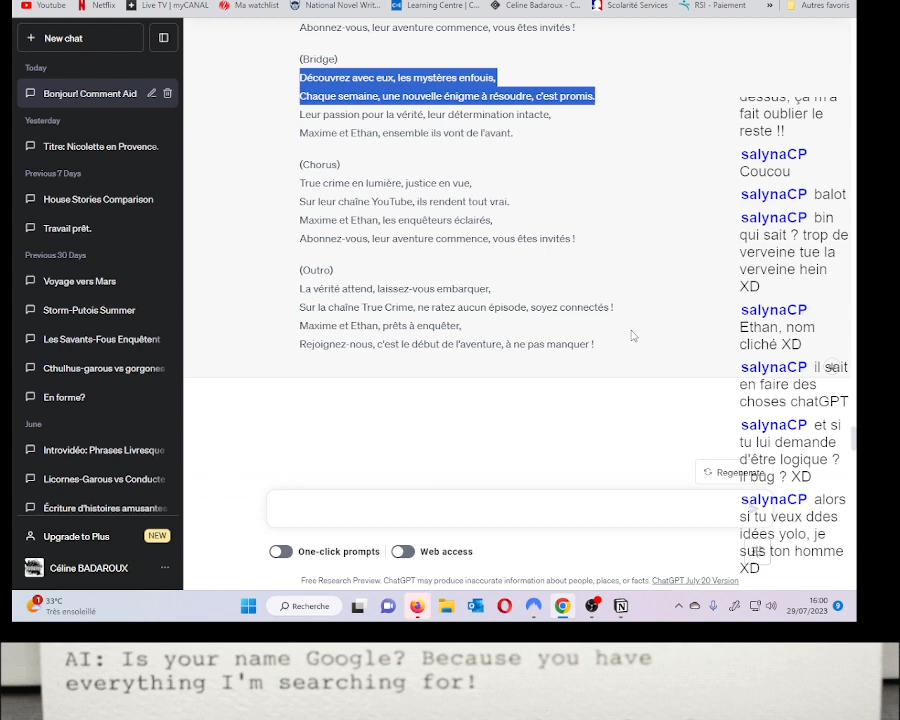 Youtube
Netflix
Live TV | myCANAL
Ma watchlist
National Novel Writ...
Learning Centre | C...
Celine Badaroux - C...
Scolarité Services
RSI - Paiement
»
Autres favoris
+ New chat
Today
Bonjour! Comment Aid
Yesterday
Titre: Nicolette en Provence.
Previous 7 Days
House Stories Comparison
Travail prêt.
Previous 30 Days
Voyage vers Mars
Storm-Putois Summer
Les Savants-Fous Enquêtent
Cthulhus-garous vs gorgones
En forme?
June
Introvidéo: Phrases Livresque
Licornes-Garous vs Conducte
Écriture d'histoires amusantes
Upgrade to Plus
NEW
Céline BADAROUX
...
Abonnez-vous, leur aventure commence, vous êtes invités !
(Bridge)
Découvrez avec eux, les mystères enfouis,
Chaque semaine, une nouvelle énigme à résoudre, c'est promis.
Leur passion pour la vérité, leur détermination intacte,
Maxime et Ethan, ensemble ils vont de l'avant.
(Chorus)
True crime en lumière, justice en vue,
Sur leur chaîne YouTube, ils rendent tout vrai.
Maxime et Ethan, les enquêteurs éclairés,
Abonnez-vous, leur aventure commence, vous êtes invités !
(Outro)
La vérité attend, laissez-vous embarquer,
Sur la chaîne True Crime, ne ratez aucun épisode, soyez connectés !
Maxime et Ethan, prêts à enquêter,
Rejoignez-nous, c'est le début de l'aventure, à ne pas manquer !
Regenerate
One-click prompts
Web access
Free Research Preview. ChatGPT may produce inaccurate information about people, places, or facts. ChatGPT July 20 Version
dessus, ça m'a
fait oublier le
reste !!
salynaCP
Coucou
salynaCP balot
salynaCP bin
qui sait ? trop de
verveine tue la
verveine hein
XD
salynaCP
Ethan, nom
cliché XD
salynaCP il sait
en faire des
choses chatGPT
salynaCP et si
tu lui demande
d'être logique ?
il bug ? XD
salynaCP alors
si tu veux ddes
idées yolo, je
suis ton homme
XD
1
33°C
Très ensoleillé
Recherche
16:00
29/07/2023
9
AI: Is your name Google? Because you have
everything I'm searching for!